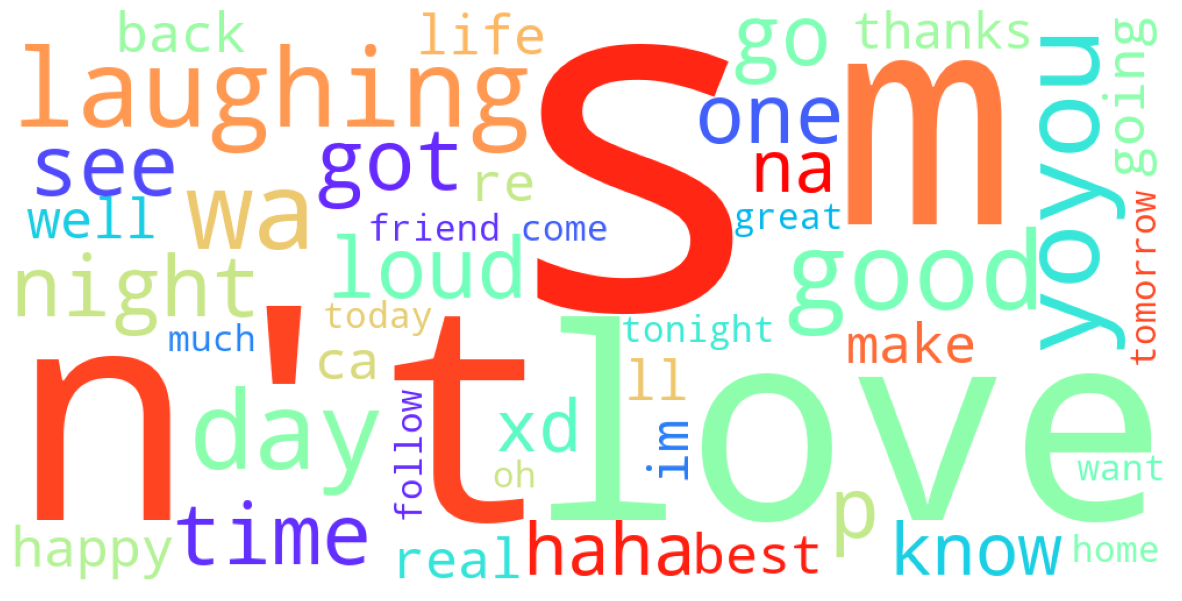 back
life
go
thanks
going
laughing
s
m
yoyou
one
see
got
na
re
well
wa
friend
come
great
tomorrow
night
loud
good
today
tonight
much
make
n't
ca
love
ll
day
follow
xd
im
oh
want
p
happy
time
real
haha
best
know
home